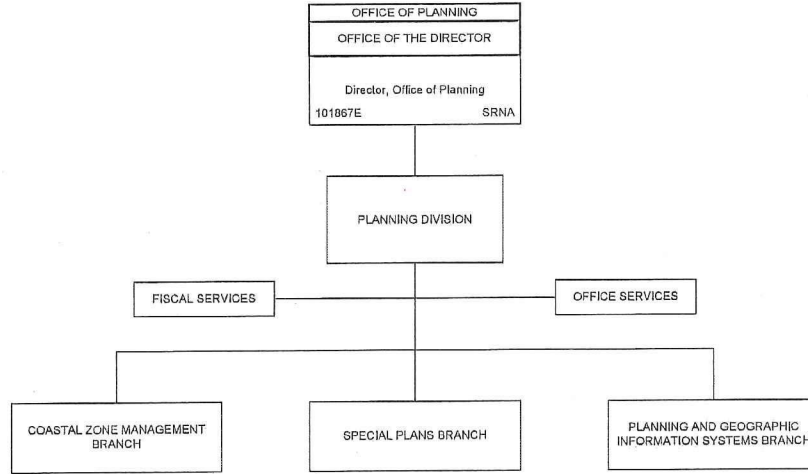 OFFICE OF PLANNING
OFFICE OF THE DIRECTOR
Director, Office of Planning
101867E SRNA
PLANNING DIVISION
FISCAL SERVICES
OFFICE SERVICES
COASTAL ZONE MANAGEMENT
BRANCH
SPECIAL PLANS BRANCH
PLANNING AND GEOGRAPHIC
INFORMATION SYSTEMS BRANCH